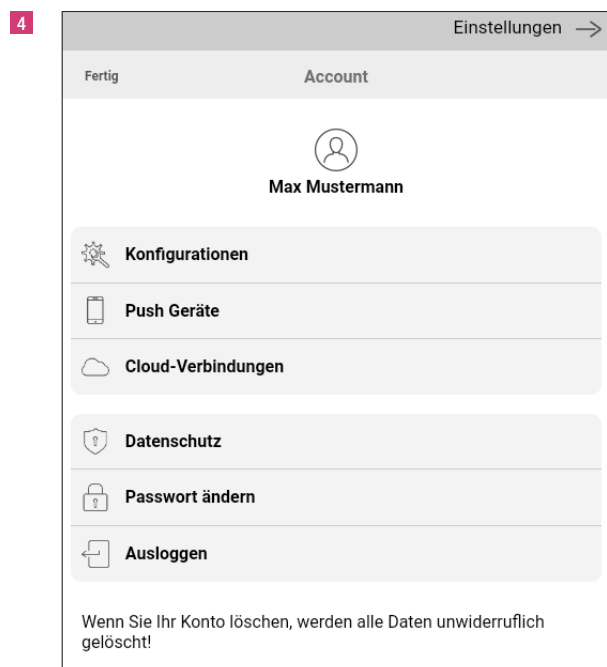 4
Einstellungen
Fertig Account
Max Mustermann
Konfigurationen
Push Geräte
Cloud-Verbindungen
Datenschutz
Passwort ändern
Ausloggen
Wenn Sie Ihr Konto löschen, werden alle Daten unwiderruflich
gelöscht!